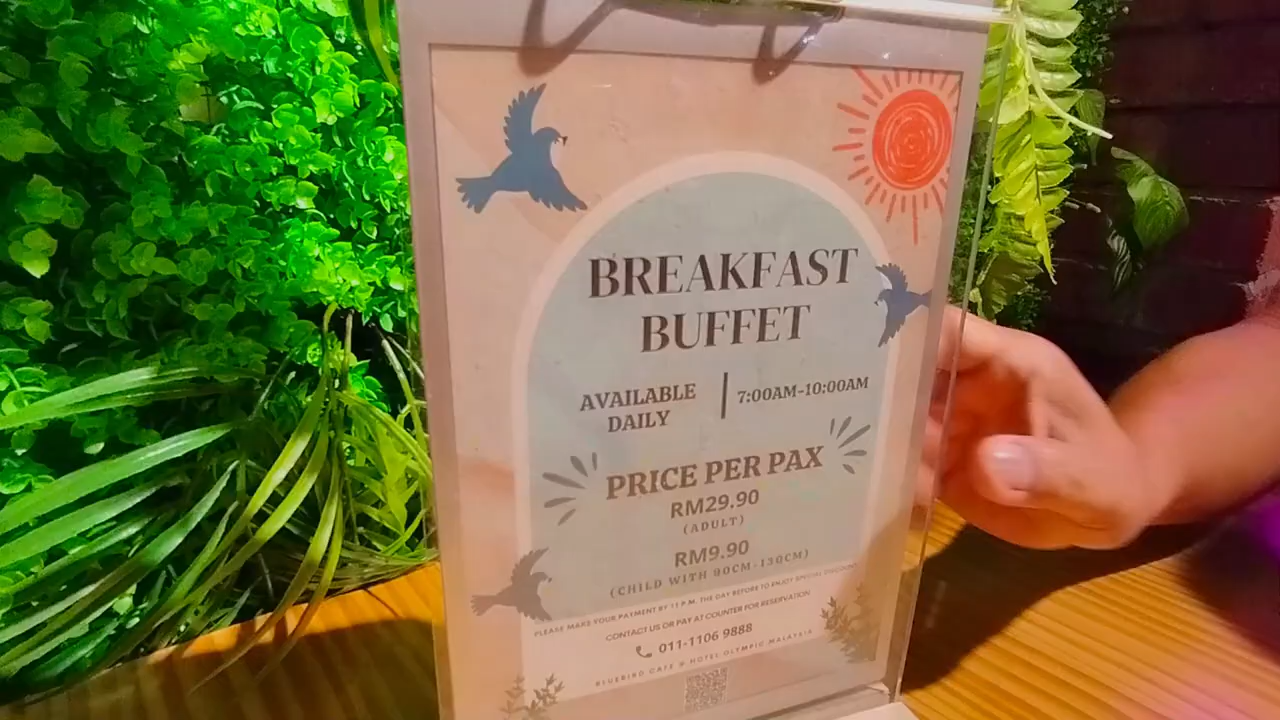 BREAKFAST
BUFFET
AVAILABLE
DAILY
7:00AM-10:00AM
PRICE PER PAX
RM29.90
(ADULT)
RM9.90
(CHILD WITH 90CM-130CM)
PLEASE MAKE YOUR PAYMENT BY 11 P.M. THE DAY BEFORE TO ENJOY SPECIAL DISCOUNT
CONTACT US OR PAY AT COUNTER FOR RESERVATION
011-1106 9888
BLUEBIRD CAFE @ HOTEL OLYMPIC MALAYSIA